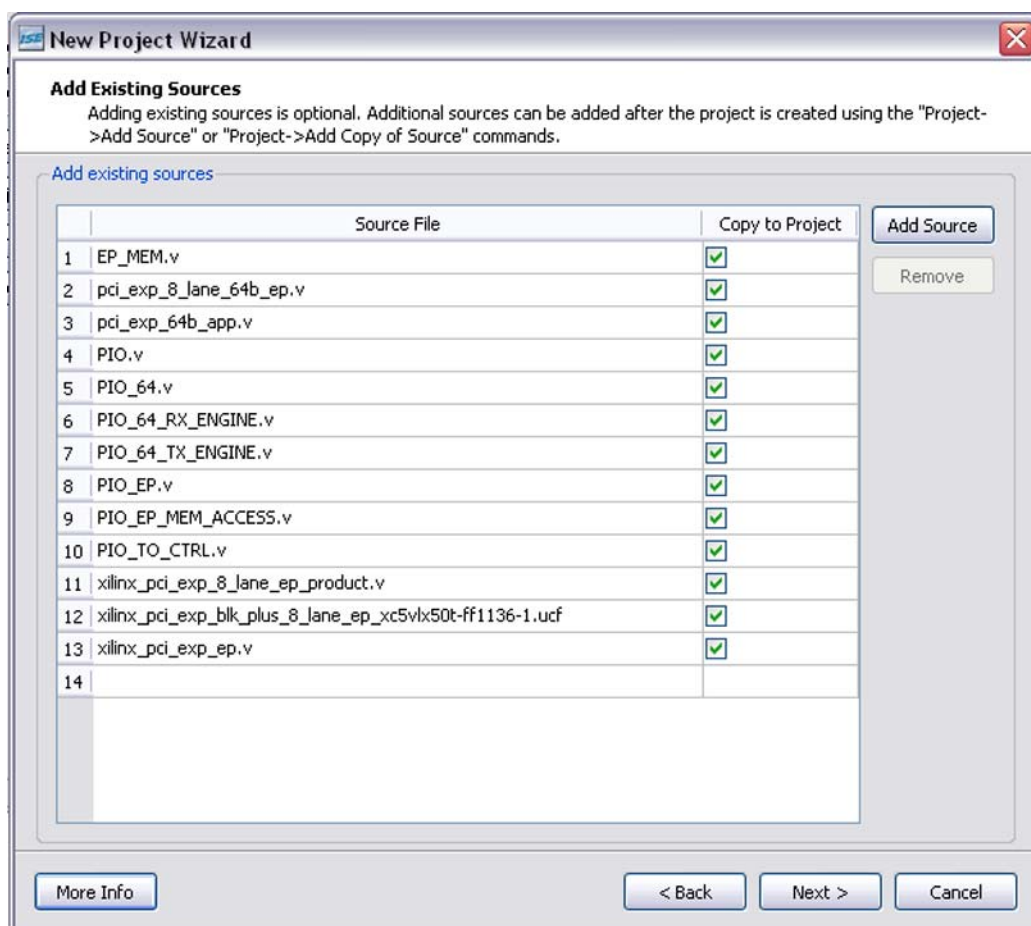 ISE New Project Wizard
Add Existing Sources
Adding existing sources is optional. Additional sources can be added after the project is created using the "Project-
>Add Source" or "Project->Add Copy of Source" commands.
Add existing sources
Source File Copy to Project Add Source
1 EP_MEM.v
Remove
2 pci_exp_8_lane_64b_ep.v
3 pci_exp_64b_app.v
4 PIO.v
5 PIO_64.v
6 PIO_64_RX_ENGINE.v
7 PIO_64_TX_ENGINE.v
8 PIO_EP.v
9 PIO_EP_MEM_ACCESS.v
10 PIO_TO_CTRL.v
11 xilinx_pci_exp_8_lane_ep_product.v
12 xilinx_pci_exp_blk_plus_8_lane_ep_xc5vlx50t-ff1136-1.ucf
13 xilinx_pci_exp_ep.v
14
More Info < Back Next > Cancel